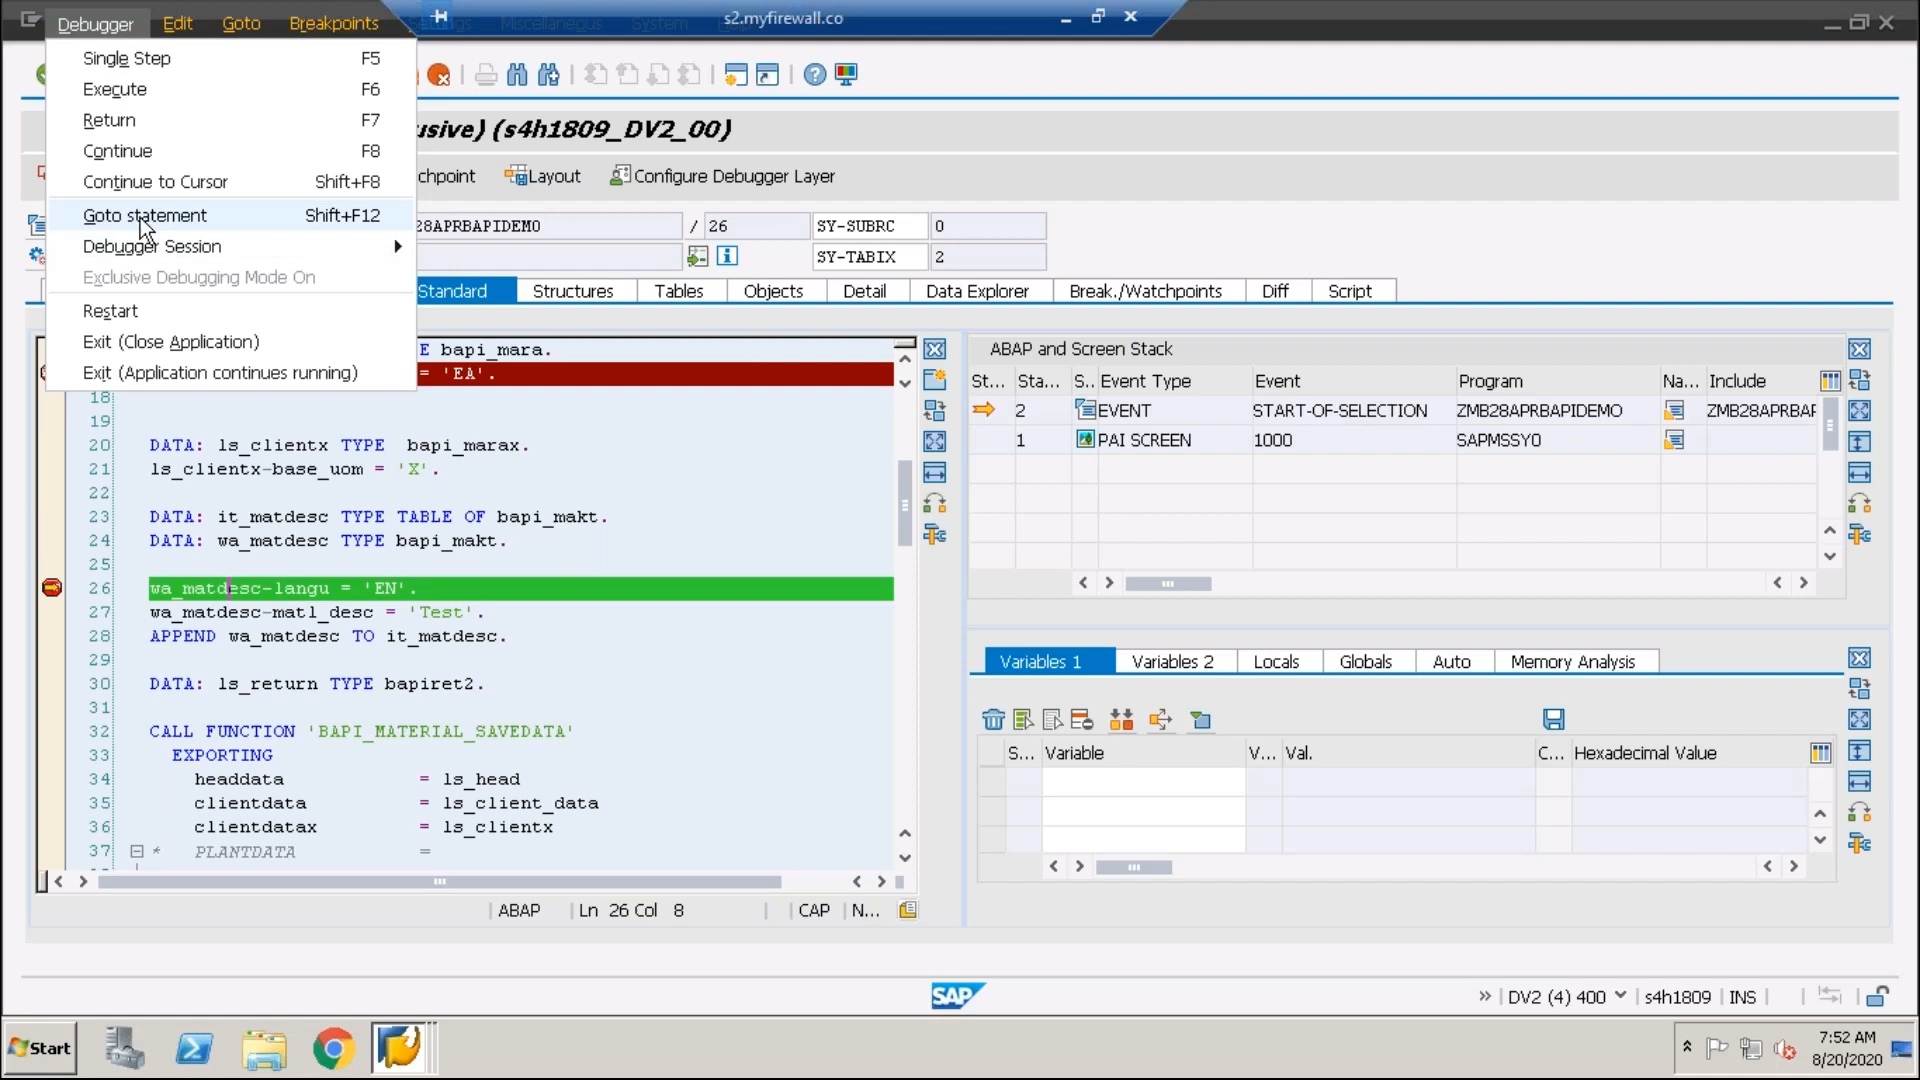 s2.myfirewall.co
Debugger Edit Goto Breakpoints Settings Miscellaneous System
Single Step F5
Execute F6
Return F7
Continue F8
Continue to Cursor Shift+F8
Goto statement Shift+F12
Debugger Session
Exclusive Debugging Mode On
Restart
Exit (Close Application)
Exit (Application continues running)
usive) (s4h1809_DV2_00)
chpoint Layout Configure Debugger Layer
28APRBAPIDEMO / 26 SY-SUBRC 0
SY-TABIX 2
Standard Structures Tables Objects Detail Data Explorer Break./Watchpoints Diff Script
E bapi_mara.
= 'EA'.
18
19
20 DATA: ls_clientx TYPE bapi_marax.
21 ls_clientx-base_uom = 'X'.
22
23 DATA: it_matdesc TYPE TABLE OF bapi_makt.
24 DATA: wa_matdesc TYPE bapi_makt.
25
26 wa_matdesc-langu = 'EN'.
27 wa_matdesc-matl_desc = 'Test'.
28 APPEND wa_matdesc TO it_matdesc.
29
30 DATA: ls_return TYPE bapiret2.
31
32 CALL FUNCTION 'BAPI_MATERIAL_SAVEDATA'
33 EXPORTING
34 headdata = ls_head
35 clientdata = ls_client_data
36 clientdatax = ls_clientx
37 * PLANTDATA =
ABAP Ln 26 Col 8 CAP N...
ABAP and Screen Stack
St... Sta... S.. Event Type Event Program Na... Include
2 EVENT START-OF-SELECTION ZMB28APRBAPIDEMO ZMB28APRBAP
1 PAI SCREEN 1000 SAPMSSY0
Variables 1 Variables 2 Locals Globals Auto Memory Analysis
S... Variable V... Val. C... Hexadecimal Value
SAP
» DV2 (4) 400 s4h1809 INS
Start
7:52 AM
8/20/2020